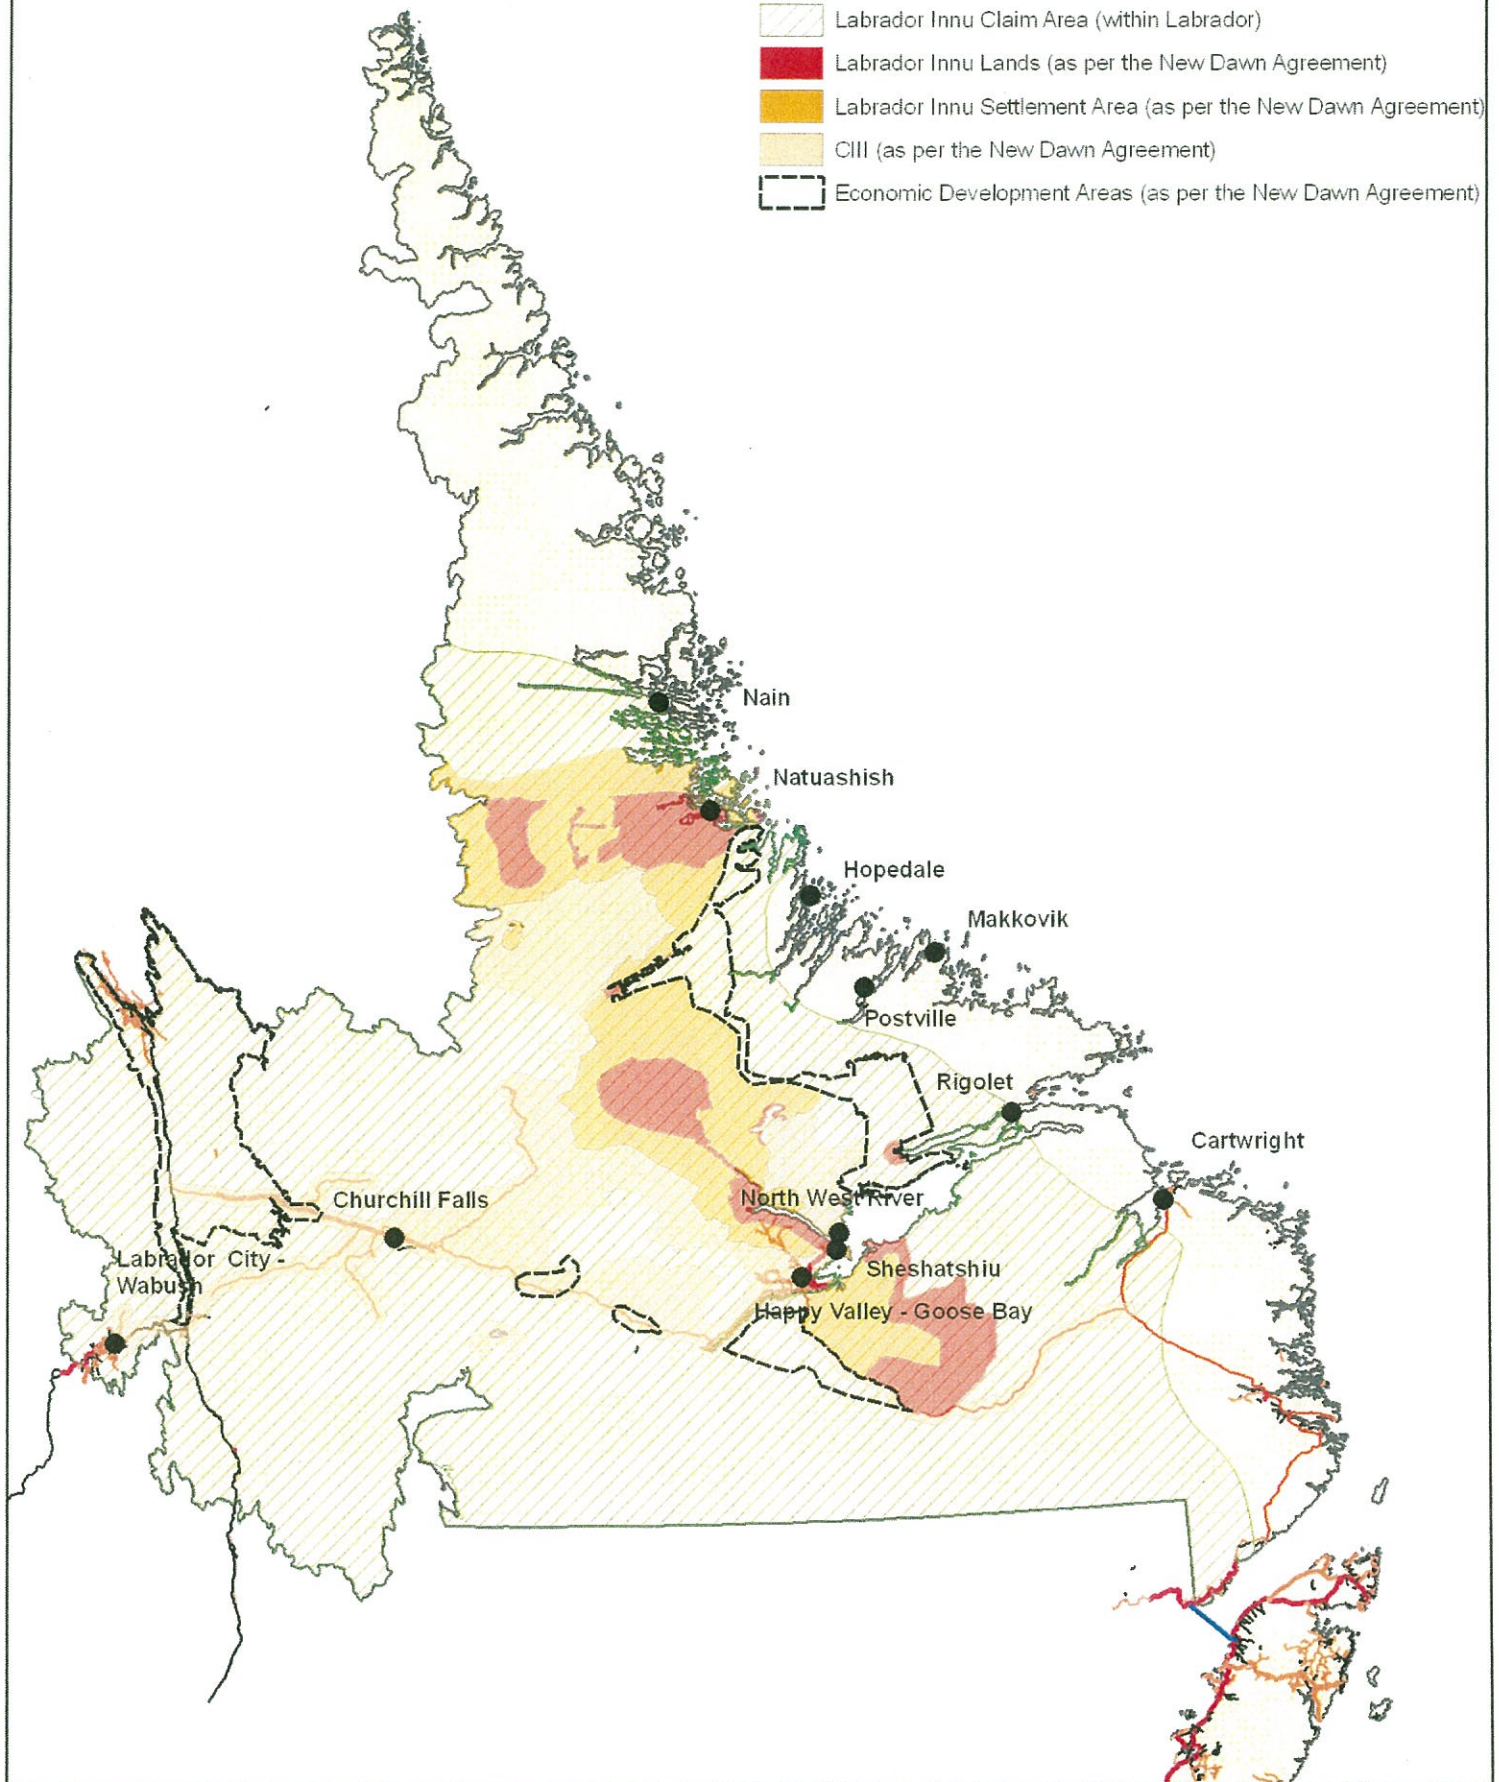 Labrador Innu Claim Area (within Labrador)
Labrador Innu Lands (as per the New Dawn Agreement)
Labrador Innu Settlement Area (as per the New Dawn Agreement)
CIII (as per the New Dawn Agreement)
Economic Development Areas (as per the New Dawn Agreement)
Nain
Natuashish
Hopedale
Makkovik
Postville
Rigolet
Cartwright
North West River
Churchill Falls
Labrador City -
Wabush
Sheshatshiu
Happy Valley - Goose Bay